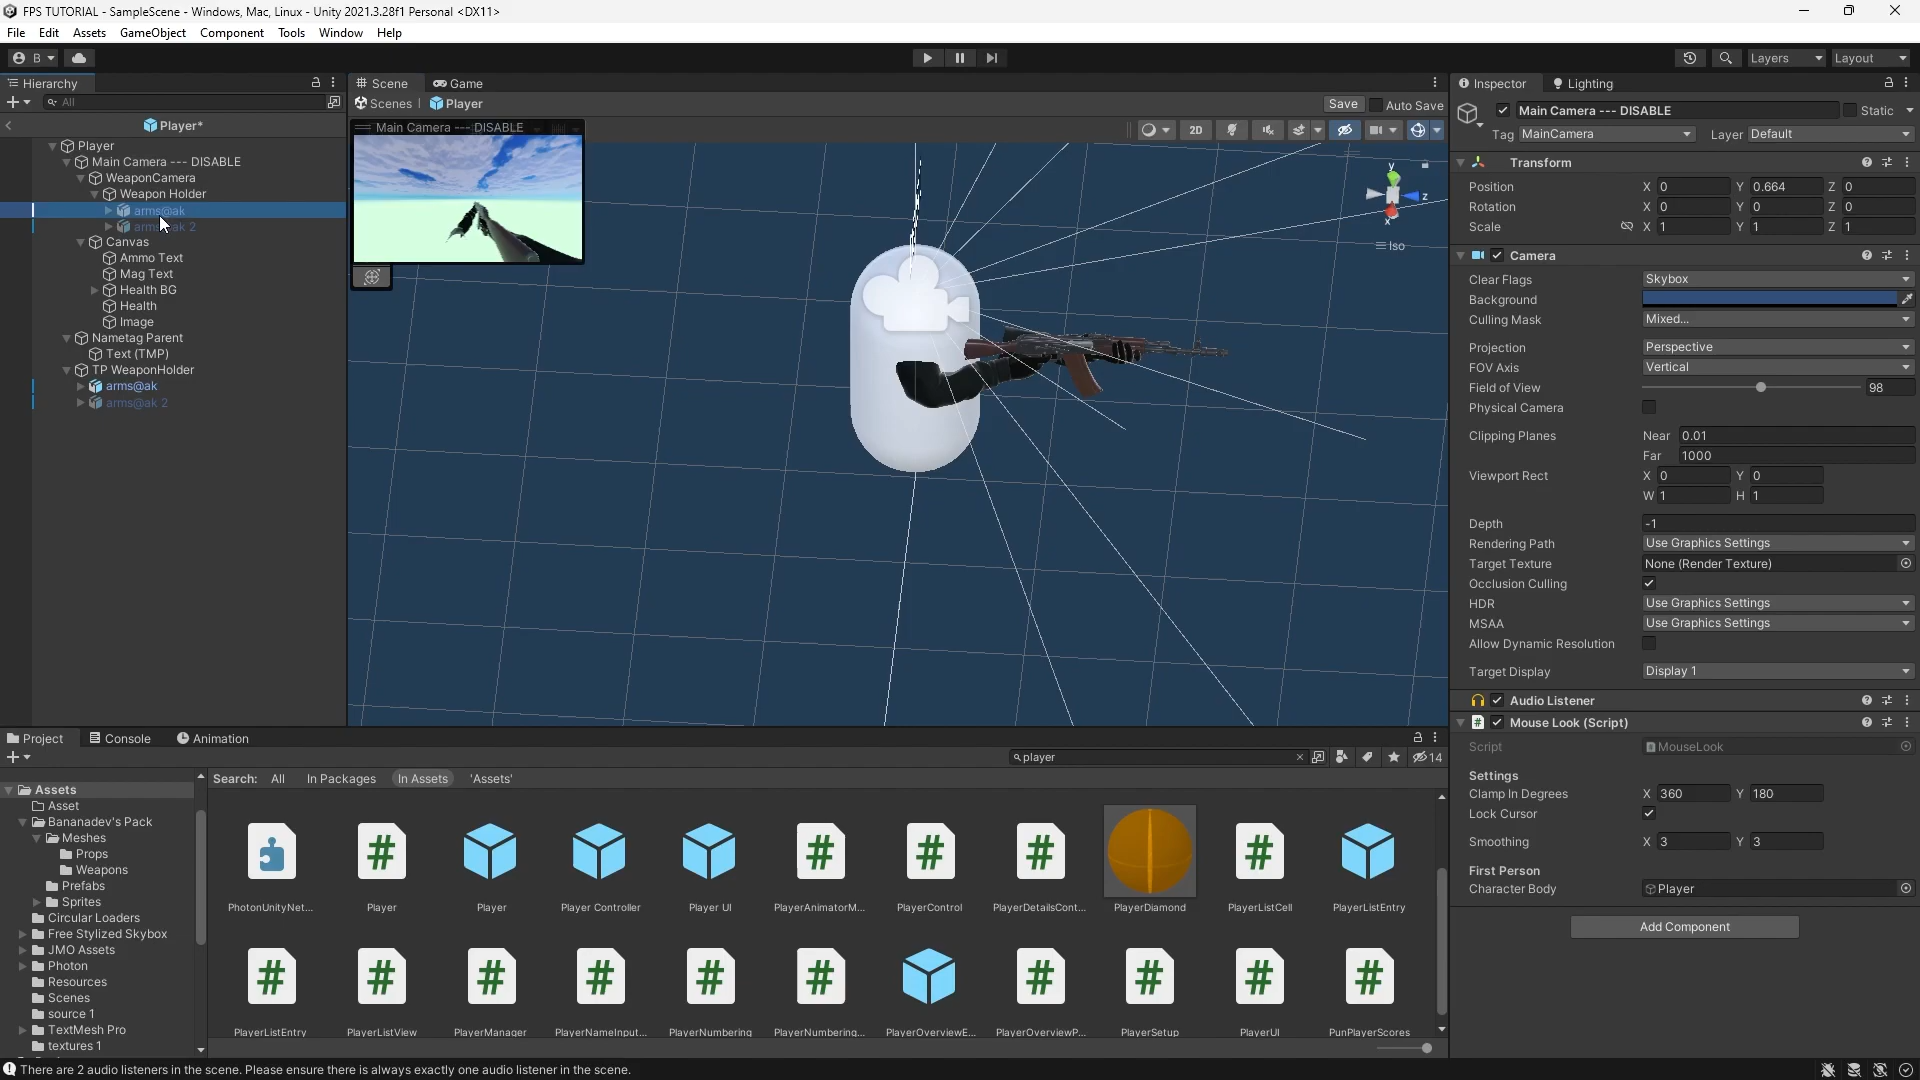 FPS TUTORIAL - SampleScene - Windows, Mac, Linux - Unity 2021.3.28f1 Personal <DX11>
File Edit Assets GameObject Component Tools Window Help
B
Layers
Layout
Hierarchy
All
Player*
Player
Main Camera --- DISABLE
WeaponCamera
Weapon Holder
arms@ak
Canvas
Ammo Text
Mag Text
Health BG
Health
Image
Nametag Parent
Text (TMP)
TP WeaponHolder
arms@ak
arms@ak 2
Scene
Game
Scenes
Player
Save
Auto Save
Main Camera --- DISABLE
2D
y
z
x
Iso
Inspector
Lighting
Main Camera --- DISABLE
Static
Tag MainCamera Layer Default
Transform
Position X 0 Y 0.664 Z 0
Rotation X 0 Y 0 Z 0
Scale X 1 Y 1 Z 1
Camera
Clear Flags Skybox
Background
Culling Mask Mixed...
Projection Perspective
FOV Axis Vertical
Field of View 98
Physical Camera
Clipping Planes Near 0.01
Far 1000
Viewport Rect X 0 Y 0
W 1 H 1
Depth -1
Rendering Path Use Graphics Settings
Target Texture None (Render Texture)
Occlusion Culling
HDR Use Graphics Settings
MSAA Use Graphics Settings
Allow Dynamic Resolution
Target Display Display 1
Audio Listener
Mouse Look (Script)
Script MouseLook
Settings
Clamp In Degrees X 360 Y 180
Lock Cursor
Smoothing X 3 Y 3
First Person
Character Body Player
Add Component
Project
Console
Animation
player
14
Search: All In Packages In Assets 'Assets'
Assets
Asset
Bananadev's Pack
Meshes
Props
Weapons
Prefabs
Sprites
Circular Loaders
Free Stylized Skybox
JMO Assets
Photon
Resources
Scenes
source 1
TextMesh Pro
textures 1
PhotonUnityNet... Player Player Player Controller Player UI PlayerAnimatorM... PlayerControl PlayerDetailsCont... PlayerDiamond PlayerListCell PlayerListEntry
PlayerListEntry PlayerListView PlayerManager PlayerNameInput... PlayerNumbering PlayerNumbering... PlayerOverviewE... PlayerOverviewP... PlayerSetup PlayerUI PunPlayerScores
There are 2 audio listeners in the scene. Please ensure there is always exactly one audio listener in the scene.